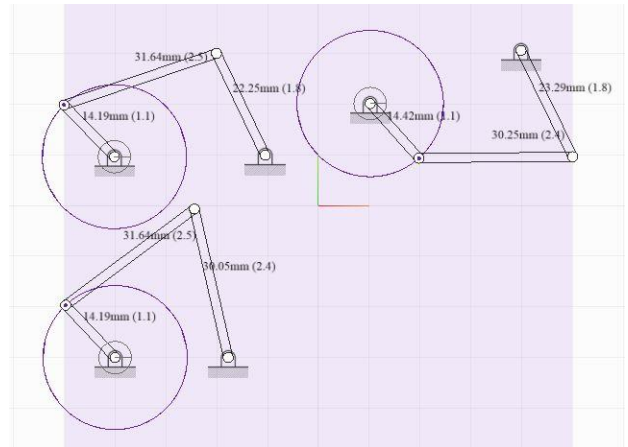 31.64mm (2.5)
22.25mm (1.8)
14.19mm (1.1)
23.29mm (1.8)
14.42mm (1.1)
30.25mm (2.4)
31.64mm (2.5)
30.05mm (2.4)
14.19mm (1.1)